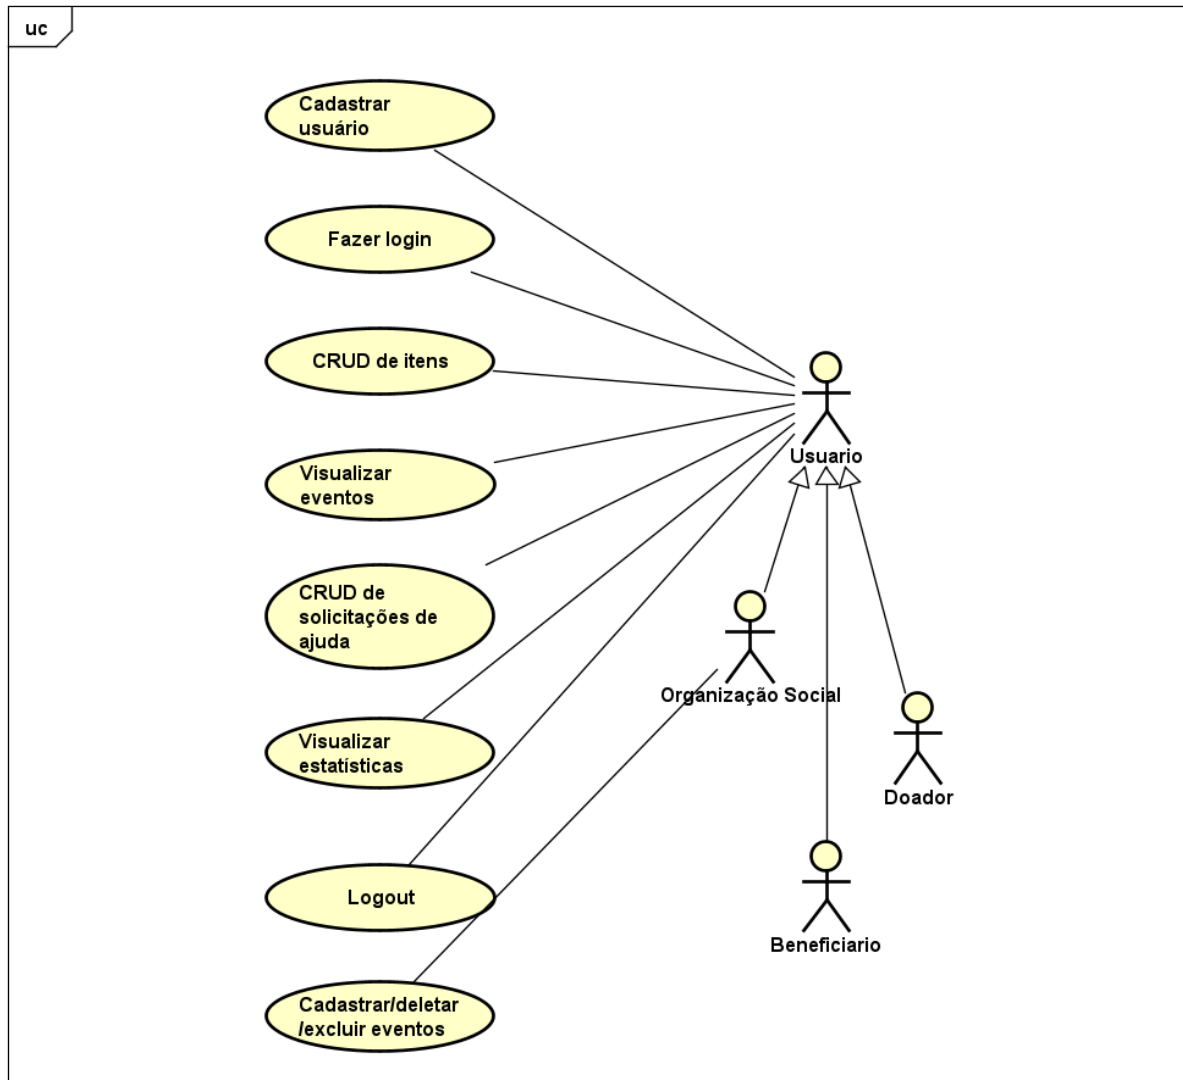 uc
Cadastrar
usuário
Fazer login
CRUD de itens
Visualizar
eventos
CRUD de
solicitações de
ajuda
Visualizar
estatísticas
Logout
Cadastrar/deletar
/excluir eventos
Usuario
Organização Social
Doador
Beneficiario